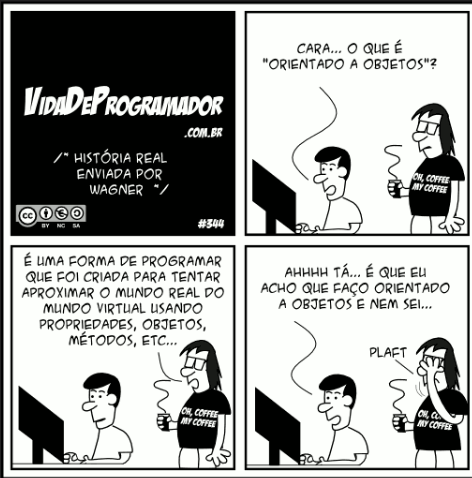 VIDADEPROGRAMADOR
.COM.BR
/* HISTÓRIA REAL
ENVIADA POR
WAGNER */
cc
BY NC SA
#344
CARA... O QUE É
"ORIENTADO A OBJETOS"?
OH, COFFEE
MY COFFEE
É UMA FORMA DE PROGRAMAR
QUE FOI CRIADA PARA TENTAR
APROXIMAR O MUNDO REAL DO
MUNDO VIRTUAL USANDO
PROPRIEDADES, OBJETOS,
MÉTODOS, ETC...
OH, COFFEE
MY COFFEE
AHHHH TÁ... É QUE EU
ACHO QUE FAÇO ORIENTADO
A OBJETOS E NEM SEI...
PLAFT
OH, CO
MY COFFEE